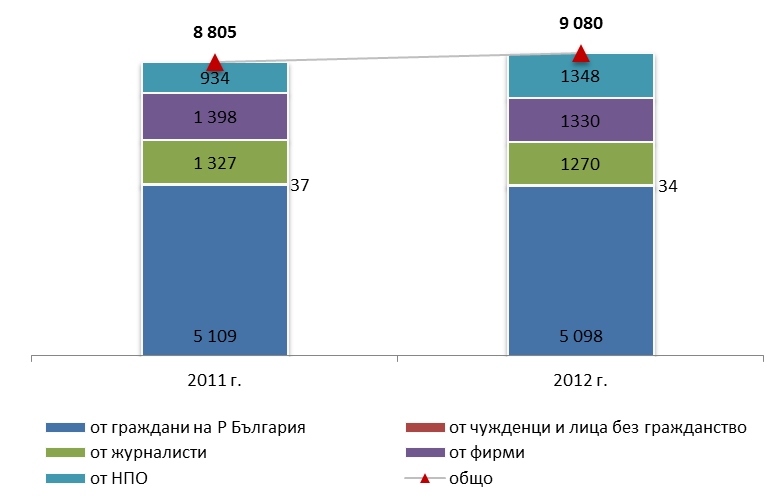 8 805
9 080
934
1348
1 398
1330
1 327
1270
37
34
5 109
5 098
2011 г.
2012 г.
от граждани на Р България
от чужденци и лица без гражданство
от журналисти
от фирми
от НПО
общо